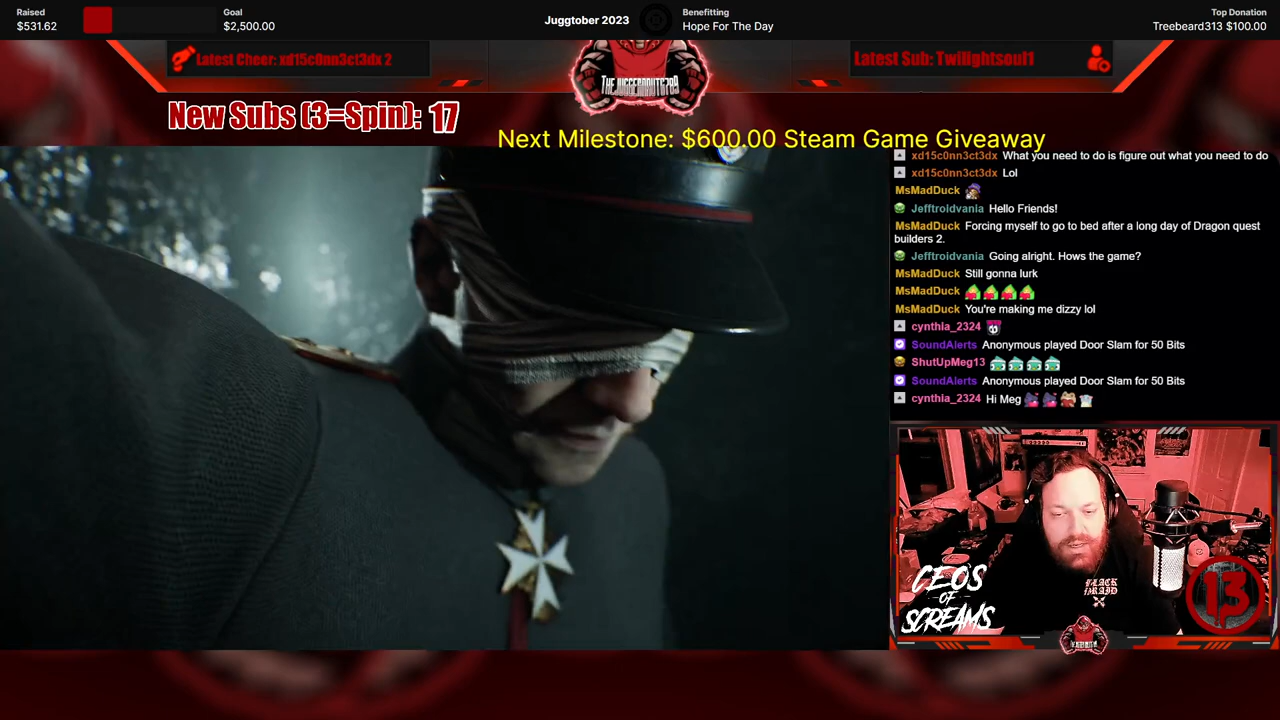 Raised
$531.62
Goal
$2,500.00
Juggtober 2023
Benefitting
Hope For The Day
Top Donation
Treebeard313 $100.00
Latest Cheer: xd15c0nn3ct3dx 2
THEJUGGERNAUT6789
Latest Sub: Twilightsoul1
New Subs (3=Spin): 17
Next Milestone: $600.00 Steam Game Giveaway
xd15c0nn3ct3dx What you need to do is figure out what you need to do
xd15c0nn3ct3dx Lol
MsMadDuck
Jefftroidvania Hello Friends!
MsMadDuck Forcing myself to go to bed after a long day of Dragon quest
builders 2.
Jefftroidvania Going alright. Hows the game?
MsMadDuck Still gonna lurk
MsMadDuck
MsMadDuck You're making me dizzy lol
cynthia_2324
SoundAlerts Anonymous played Door Slam for 50 Bits
ShutUpMeg13
SoundAlerts Anonymous played Door Slam for 50 Bits
cynthia_2324 Hi Meg
CEOS
OF
SCREAMS
13